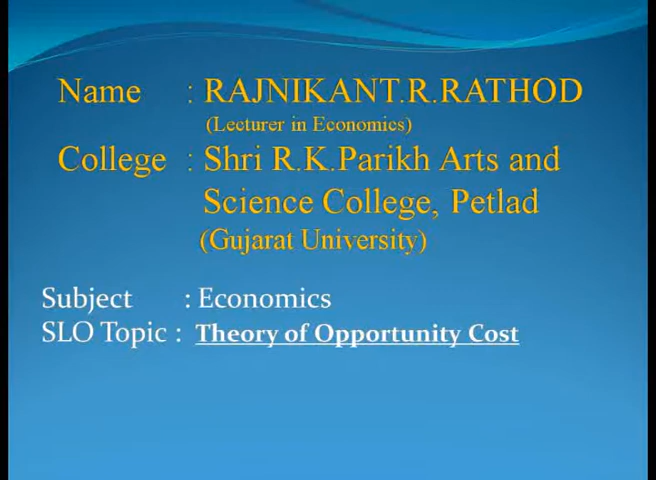 Name : RAJNIKANT.R.RATHOD
(Lecturer in Economics)
College : Shri R.K.Parikh Arts and
Science College, Petlad
(Gujarat University)
Subject : Economics
SLO Topic : Theory of Opportunity Cost